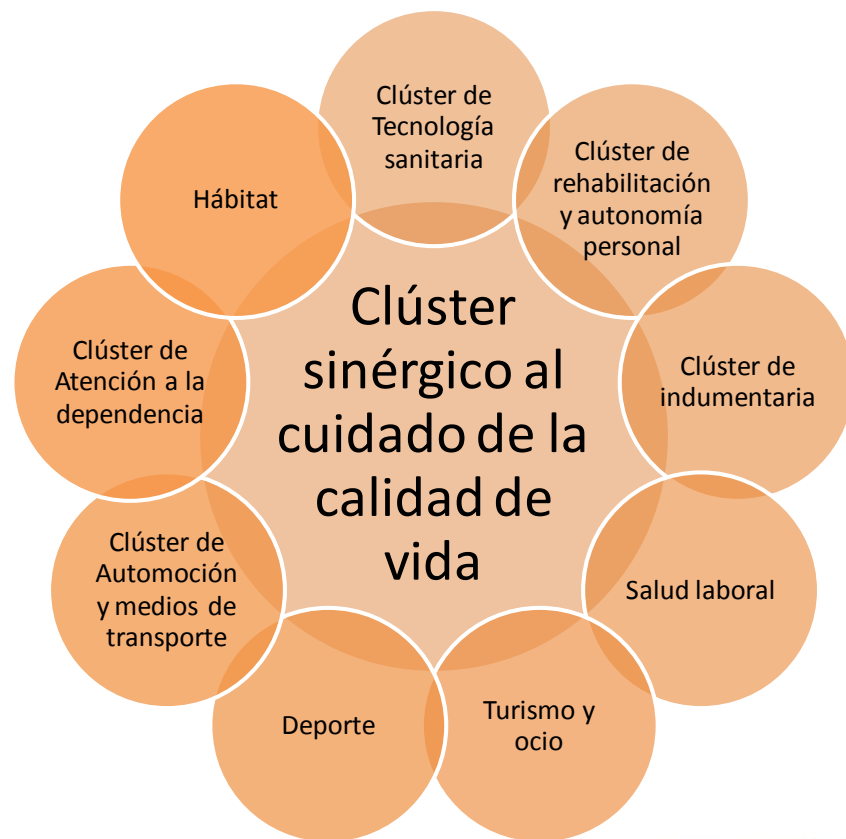 Clúster de
Tecnología
sanitaria
Clúster de
rehabilitación
y autonomía
personal
Clúster de
indumentaria
Salud laboral
Turismo y
ocio
Deporte
Clúster de
Automoción
y medios de
transporte
Clúster de
Atención a la
dependencia
Hábitat
Clúster
sinérgico al
cuidado de la
calidad de
vida